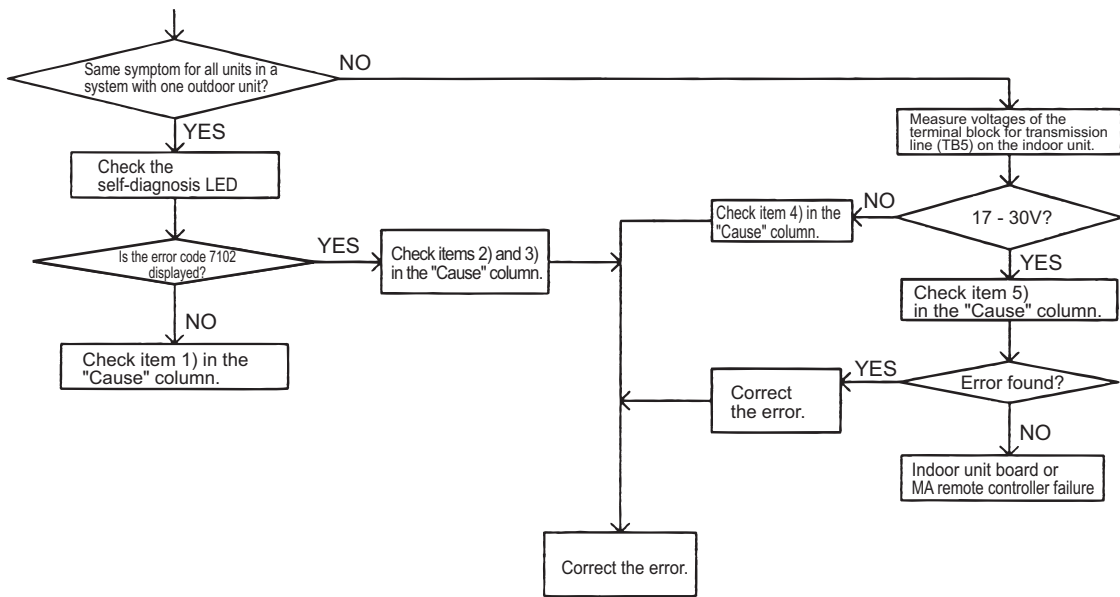 Same symptom for all units in a
system with one outdoor unit?
NO
YES
Measure voltages of the
terminal block for transmission
line (TB5) on the indoor unit.
Check the
self-diagnosis LED
Check item 4) in the
"Cause" column.
NO
17 - 30V?
Is the error code 7102
displayed?
YES
Check items 2) and 3)
in the "Cause" column.
YES
Check item 5)
in the "Cause" column.
NO
Check item 1) in the
"Cause" column.
Correct
the error.
YES
Error found?
NO
Indoor unit board or
MA remote controller failure
Correct the error.